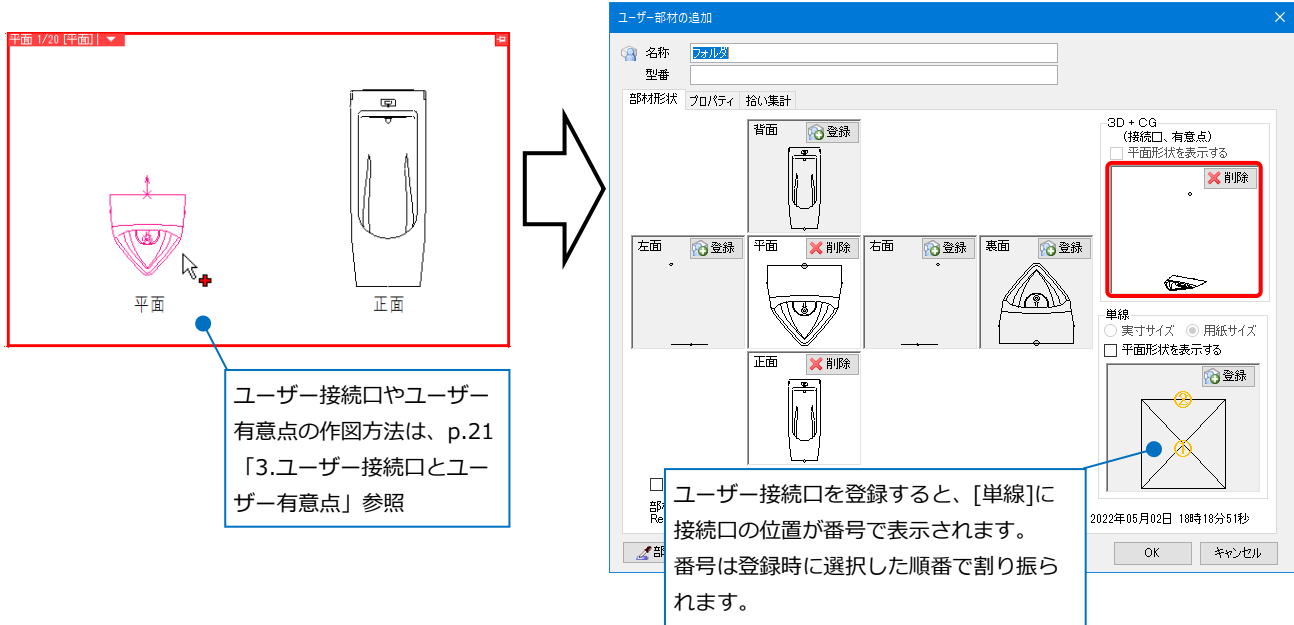 平面 1/20 [平面]
平面
正面
ユーザー接続口やユーザー
有意点の作図方法は、p.21
「3.ユーザー接続口とユー
ザー有意点」参照
ユーザー部材の追加
名称 フォルダ
型番
部材形状 プロパティ 拾い集計
背面 登録
左面 登録
平面 削除
右面 登録
裏面 登録
正面 削除
3D + CG
(接続口、有意点)
平面形状を表示する
削除
単線
実寸サイズ 用紙サイズ
平面形状を表示する
登録
②
①
部材
Re
2022年05月02日 18時18分51秒
部
OK キャンセル
ユーザー接続口を登録すると、[単線]に
接続口の位置が番号で表示されます。
番号は登録時に選択した順番で割り振ら
れます。